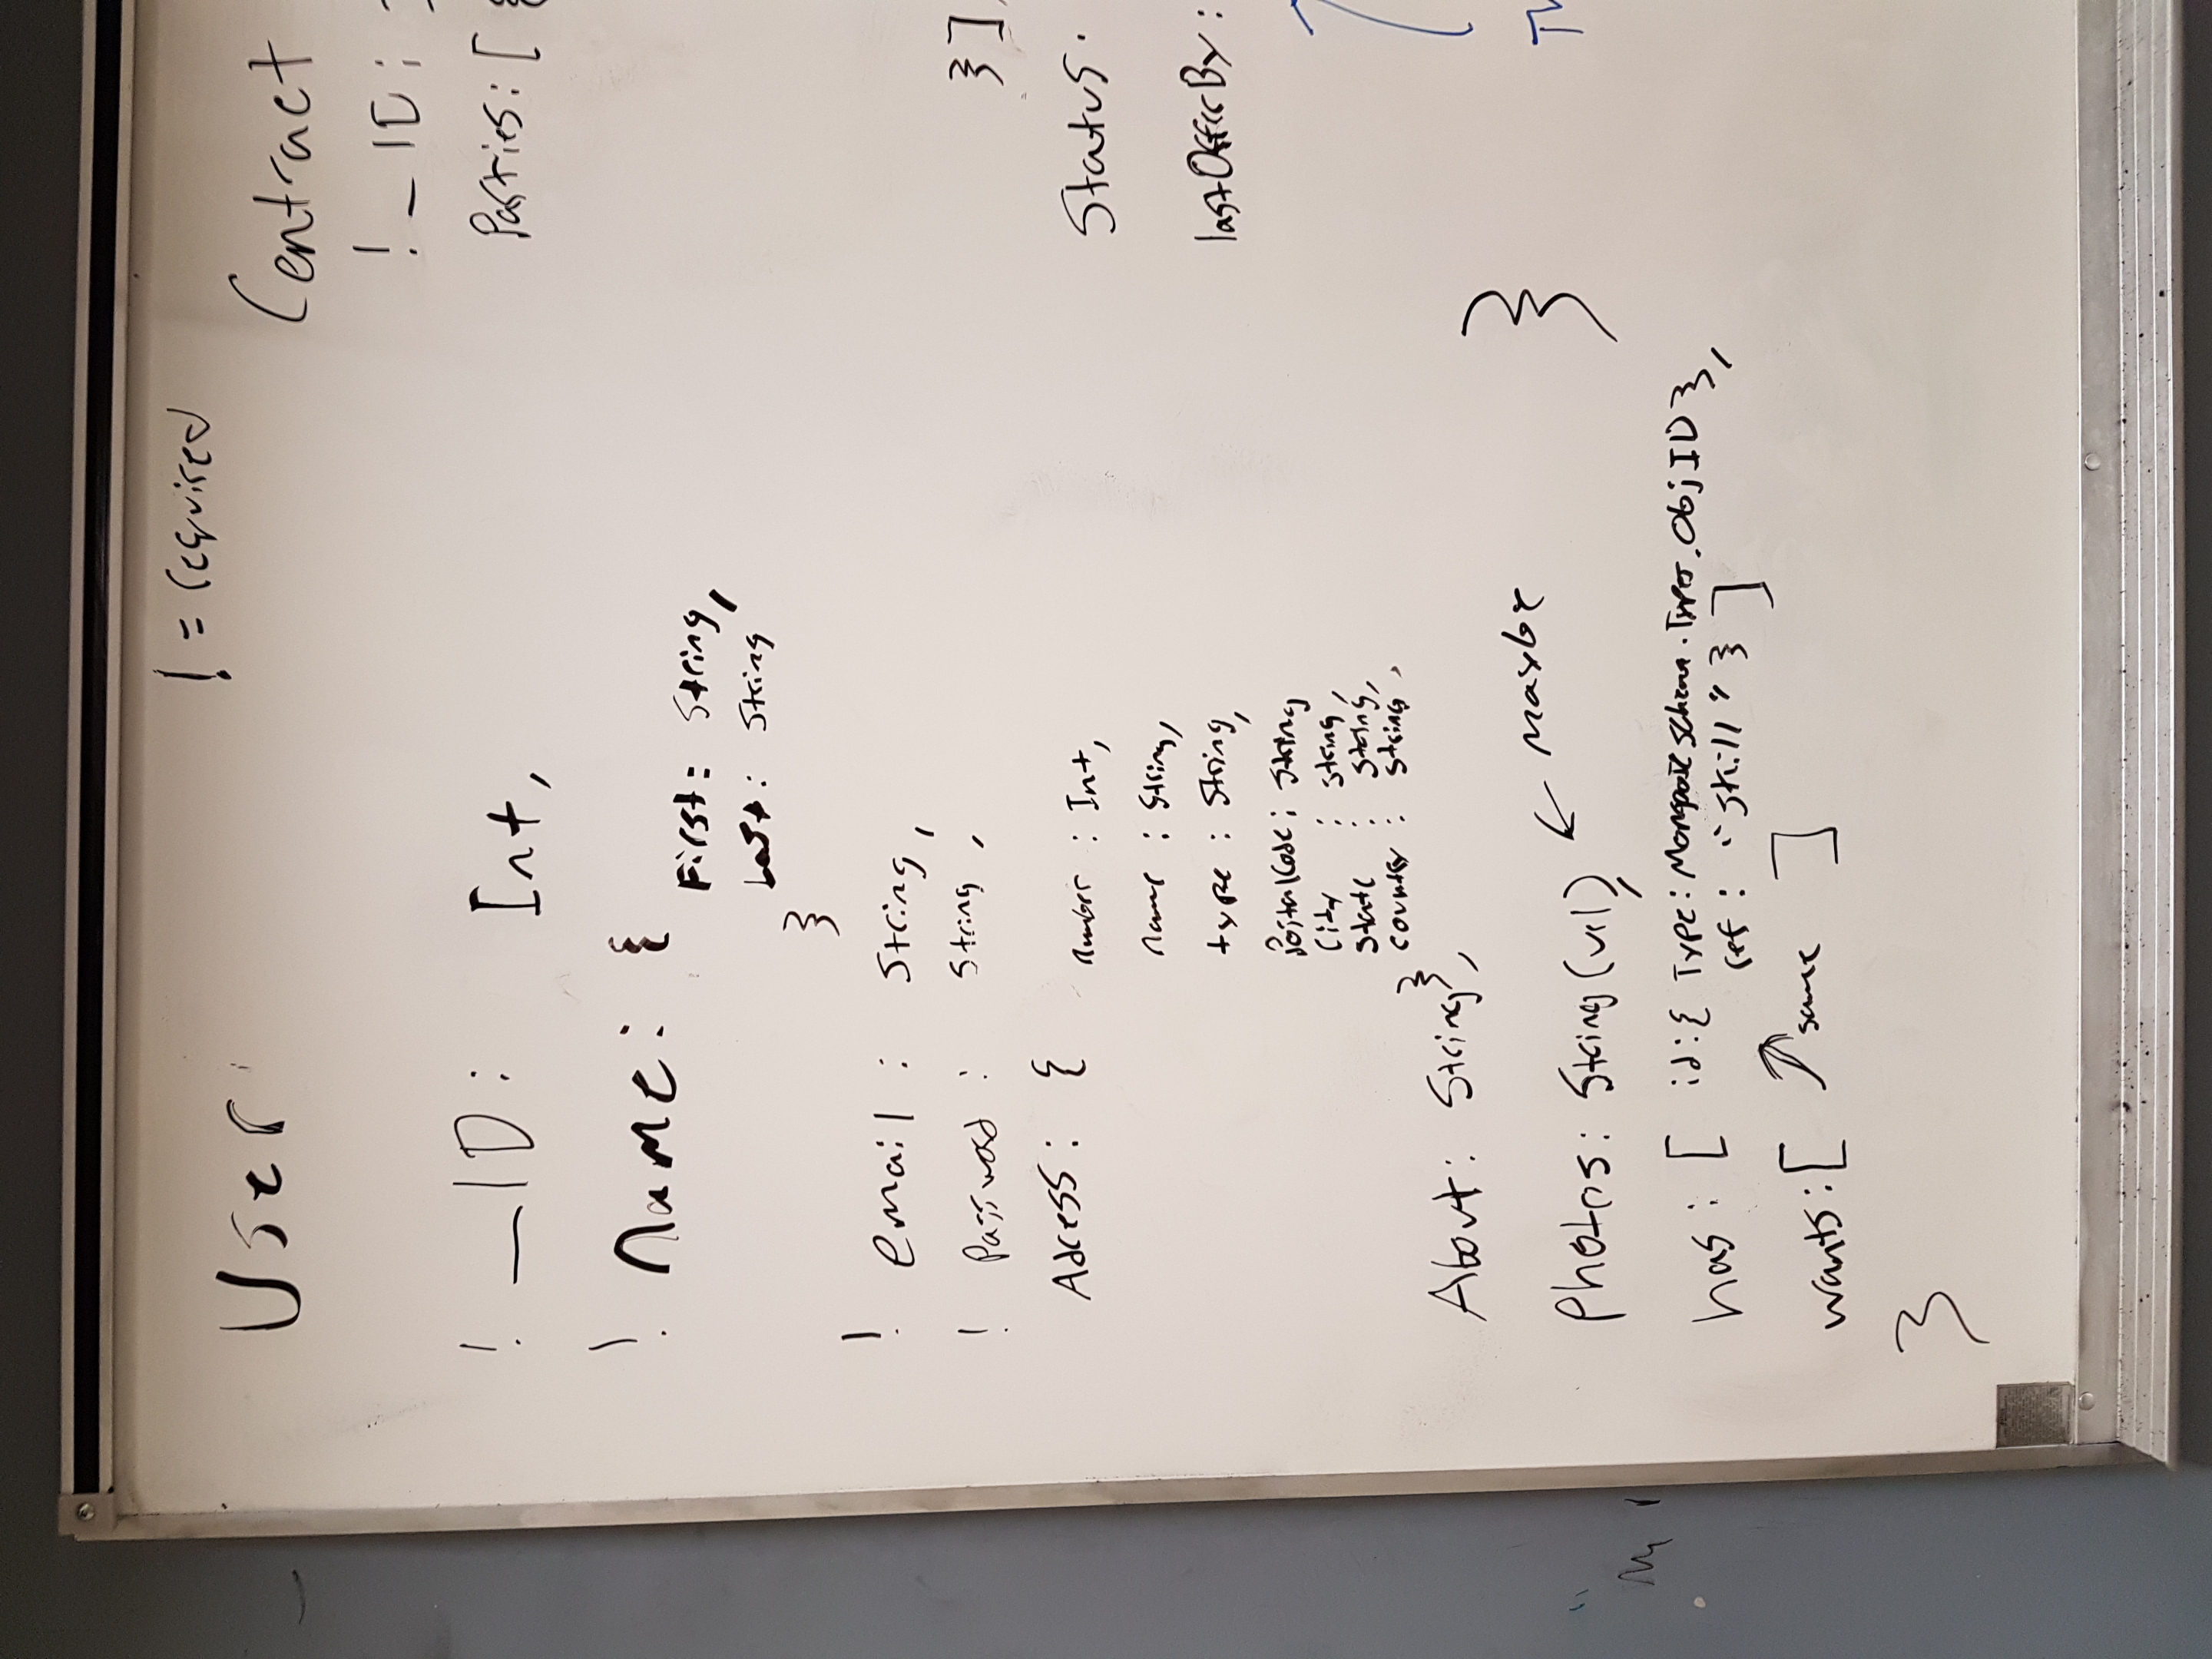 ! = required
User
! _ID: Int,
! name: {
First: String,
Last: String
}
! email : String,
! Password : String,
Adress: {
number : Int,
name : String,
type : String,
PostalCode: String
City : String,
state : String,
country : String,
}
About: String,
Photos: String (url), ← maybe
has: [ id:{ Type: Mongoose Schema.Types.ObjID },
ref: "skill" } ]
wants: [ same ]
}
Contract
! _ID:
Parties: [ {
}],
Status:
lastOfferBy:
}